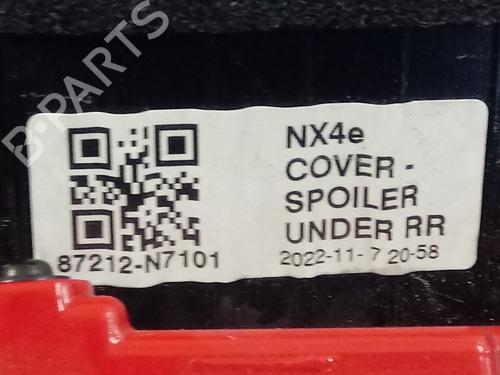 NX4e
COVER -
SPOILER
UNDER RR
87212-N7101
2022-11- 7 20:58
B-PARTS